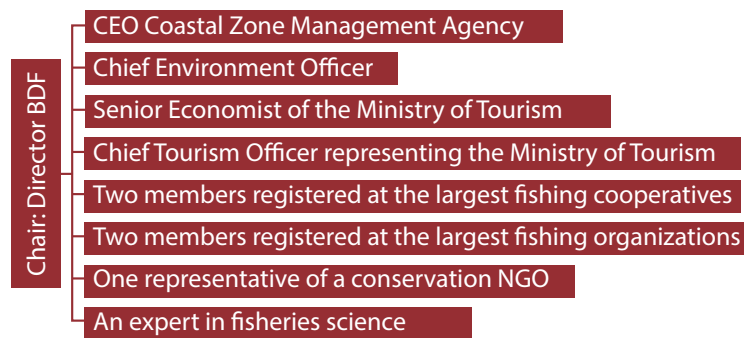 Chair: Director BDF
CEO Coastal Zone Management Agency
Chief Environment Officer
Senior Economist of the Ministry of Tourism
Chief Tourism Officer representing the Ministry of Tourism
Two members registered at the largest fishing cooperatives
Two members registered at the largest fishing organizations
One representative of a conservation NGO
An expert in fisheries science